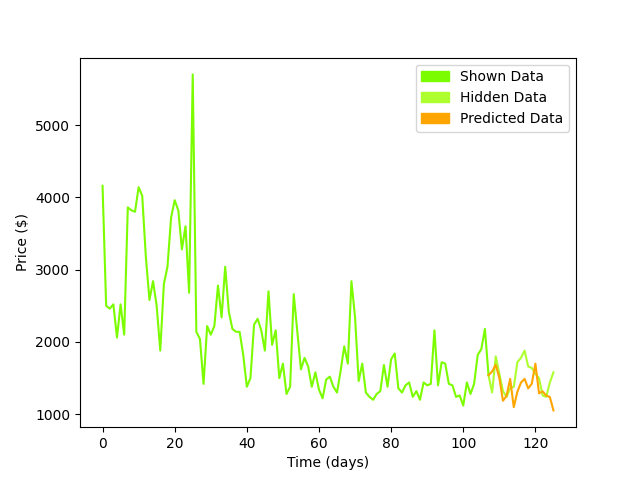 Shown Data
Hidden Data
Predicted Data
5000
4000
3000
2000
1000
Price ($)
0 20 40 60 80 100 120
Time (days)